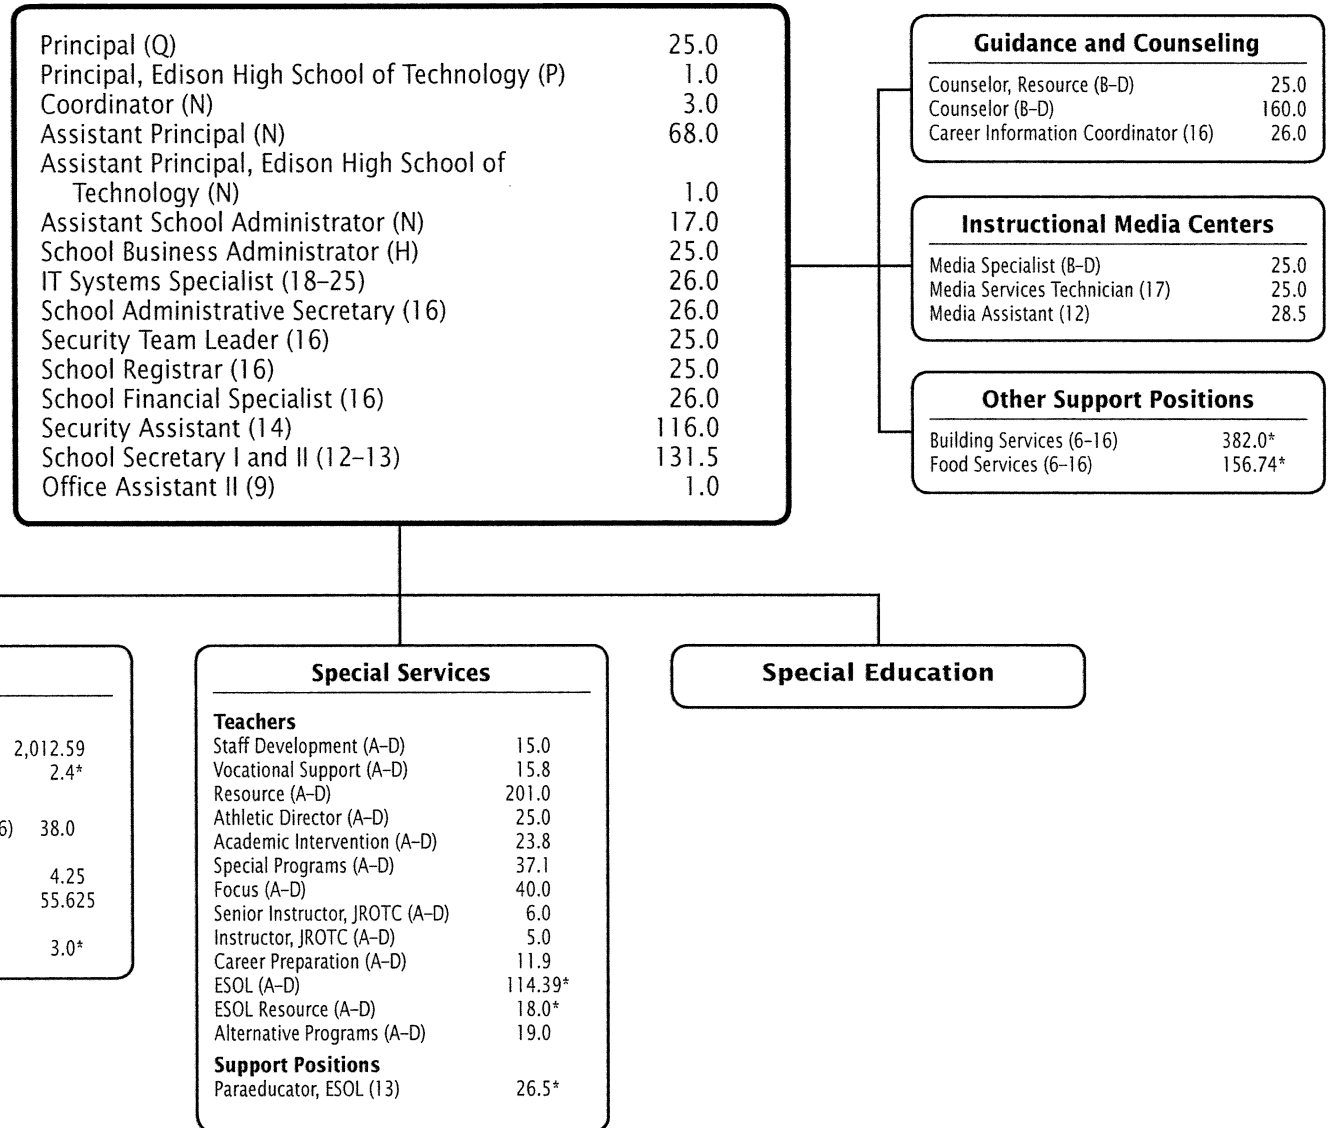 Principal (Q) 25.0
Principal, Edison High School of Technology (P) 1.0
Coordinator (N) 3.0
Assistant Principal (N) 68.0
Assistant Principal, Edison High School of
Technology (N) 1.0
Assistant School Administrator (N) 17.0
School Business Administrator (H) 25.0
IT Systems Specialist (18–25) 26.0
School Administrative Secretary (16) 26.0
Security Team Leader (16) 25.0
School Registrar (16) 25.0
School Financial Specialist (16) 26.0
Security Assistant (14) 116.0
School Secretary I and II (12–13) 131.5
Office Assistant II (9) 1.0
Guidance and Counseling
Counselor, Resource (B–D) 25.0
Counselor (B–D) 160.0
Career Information Coordinator (16) 26.0
Instructional Media Centers
Media Specialist (B–D) 25.0
Media Services Technician (17) 25.0
Media Assistant (12) 28.5
Other Support Positions
Building Services (6–16) 382.0*
Food Services (6–16) 156.74*
2,012.59
2.4*
6) 38.0
4.25
55.625
3.0*
Special Services
Teachers
Staff Development (A–D) 15.0
Vocational Support (A–D) 15.8
Resource (A–D) 201.0
Athletic Director (A–D) 25.0
Academic Intervention (A–D) 23.8
Special Programs (A–D) 37.1
Focus (A–D) 40.0
Senior Instructor, JROTC (A–D) 6.0
Instructor, JROTC (A–D) 5.0
Career Preparation (A–D) 11.9
ESOL (A–D) 114.39*
ESOL Resource (A–D) 18.0*
Alternative Programs (A–D) 19.0
Support Positions
Paraeducator, ESOL (13) 26.5*
Special Education